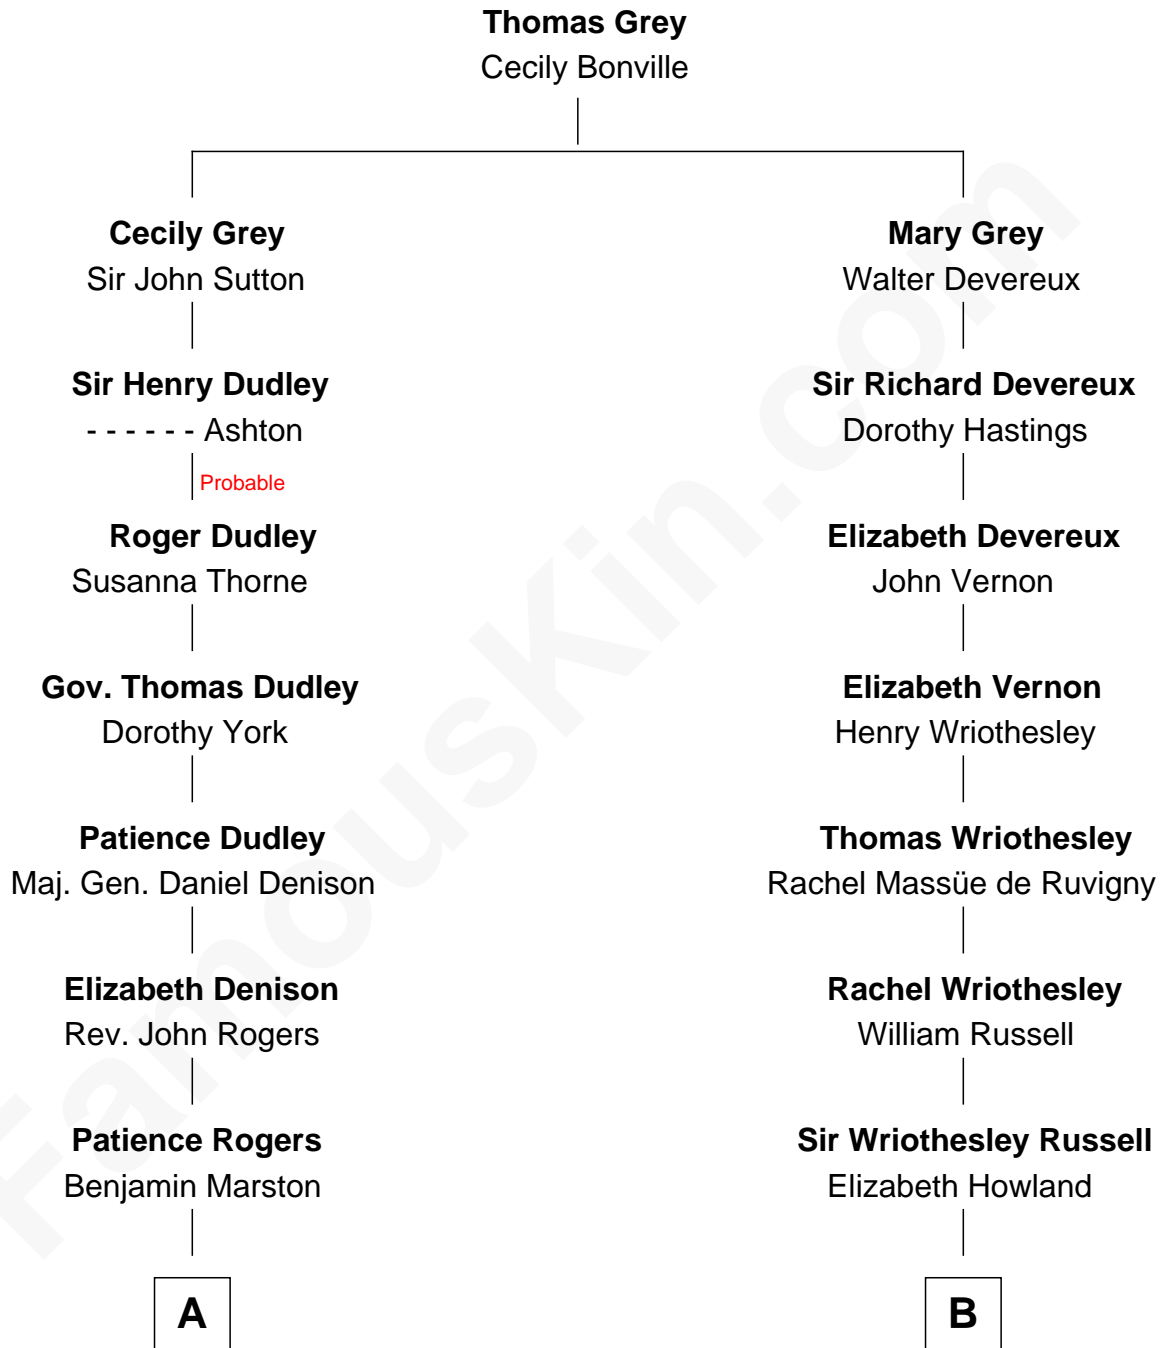 Thomas Grey
Cecily Bonville
Cecily Grey
Sir John Sutton
Mary Grey
Walter Devereux
Sir Henry Dudley
- - - - - - Ashton
Sir Richard Devereux
Dorothy Hastings
Probable
Roger Dudley
Susanna Thorne
Elizabeth Devereux
John Vernon
Gov. Thomas Dudley
Dorothy York
Elizabeth Vernon
Henry Wriothesley
Patience Dudley
Maj. Gen. Daniel Denison
Thomas Wriothesley
Rachel Massüe de Ruvigny
Elizabeth Denison
Rev. John Rogers
Rachel Wriothesley
William Russell
Patience Rogers
Benjamin Marston
Sir Wriothesley Russell
Elizabeth Howland
A
B
FamousKin.com